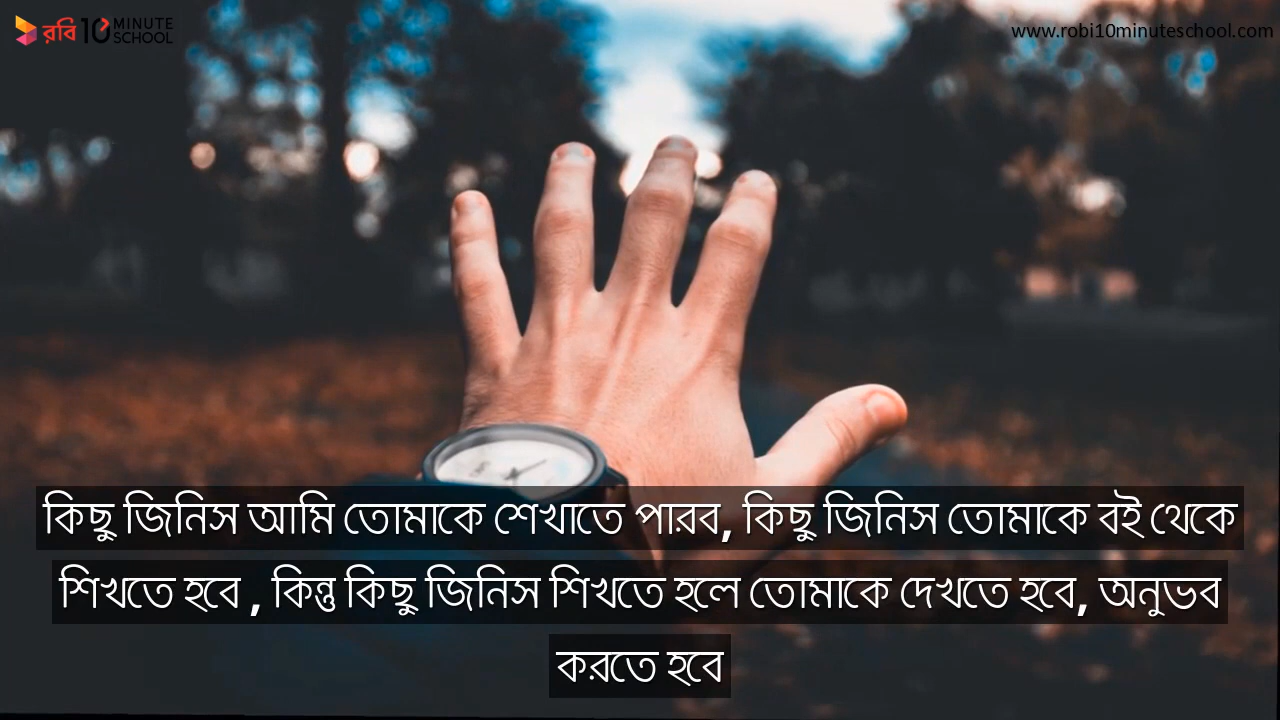 রবি 10 MINUTE SCHOOL
www.robi10minuteschool.com
কিছু জিনিস আমি তোমাকে শেখাতে পারব, কিছু জিনিস তোমাকে বই থেকে
শিখতে হবে , কিন্তু কিছু জিনিস শিখতে হলে তোমাকে দেখতে হবে, অনুভব
করতে হবে